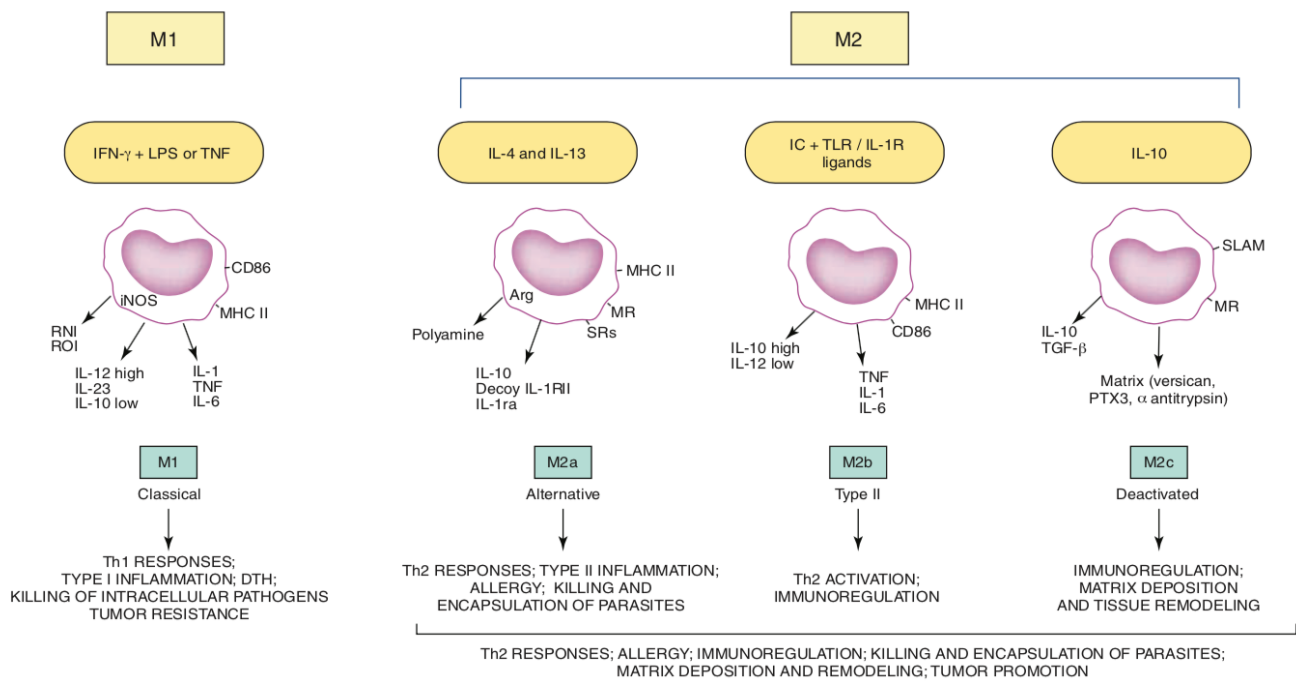 M1
M2
IFN-γ + LPS or TNF
IL-4 and IL-13
IC + TLR / IL-1R
ligands
IL-10
CD86
iNOS
MHC II
RNI
ROI
IL-12 high
IL-23
IL-10 low
IL-1
TNF
IL-6
MHC II
Arg
MR
SRs
Polyamine
IL-10
Decoy IL-1RII
IL-1ra
MHC II
CD86
IL-10 high
IL-12 low
TNF
IL-1
IL-6
SLAM
MR
IL-10
TGF-β
Matrix (versican,
PTX3, α antitrypsin)
M1
Classical
M2a
Alternative
M2b
Type II
M2c
Deactivated
Th1 RESPONSES;
TYPE I INFLAMMATION; DTH;
KILLING OF INTRACELLULAR PATHOGENS
TUMOR RESISTANCE
Th2 RESPONSES; TYPE II INFLAMMATION;
ALLERGY; KILLING AND
ENCAPSULATION OF PARASITES
Th2 ACTIVATION;
IMMUNOREGULATION
IMMUNOREGULATION;
MATRIX DEPOSITION
AND TISSUE REMODELING
Th2 RESPONSES; ALLERGY; IMMUNOREGULATION; KILLING AND ENCAPSULATION OF PARASITES;
MATRIX DEPOSITION AND REMODELING; TUMOR PROMOTION